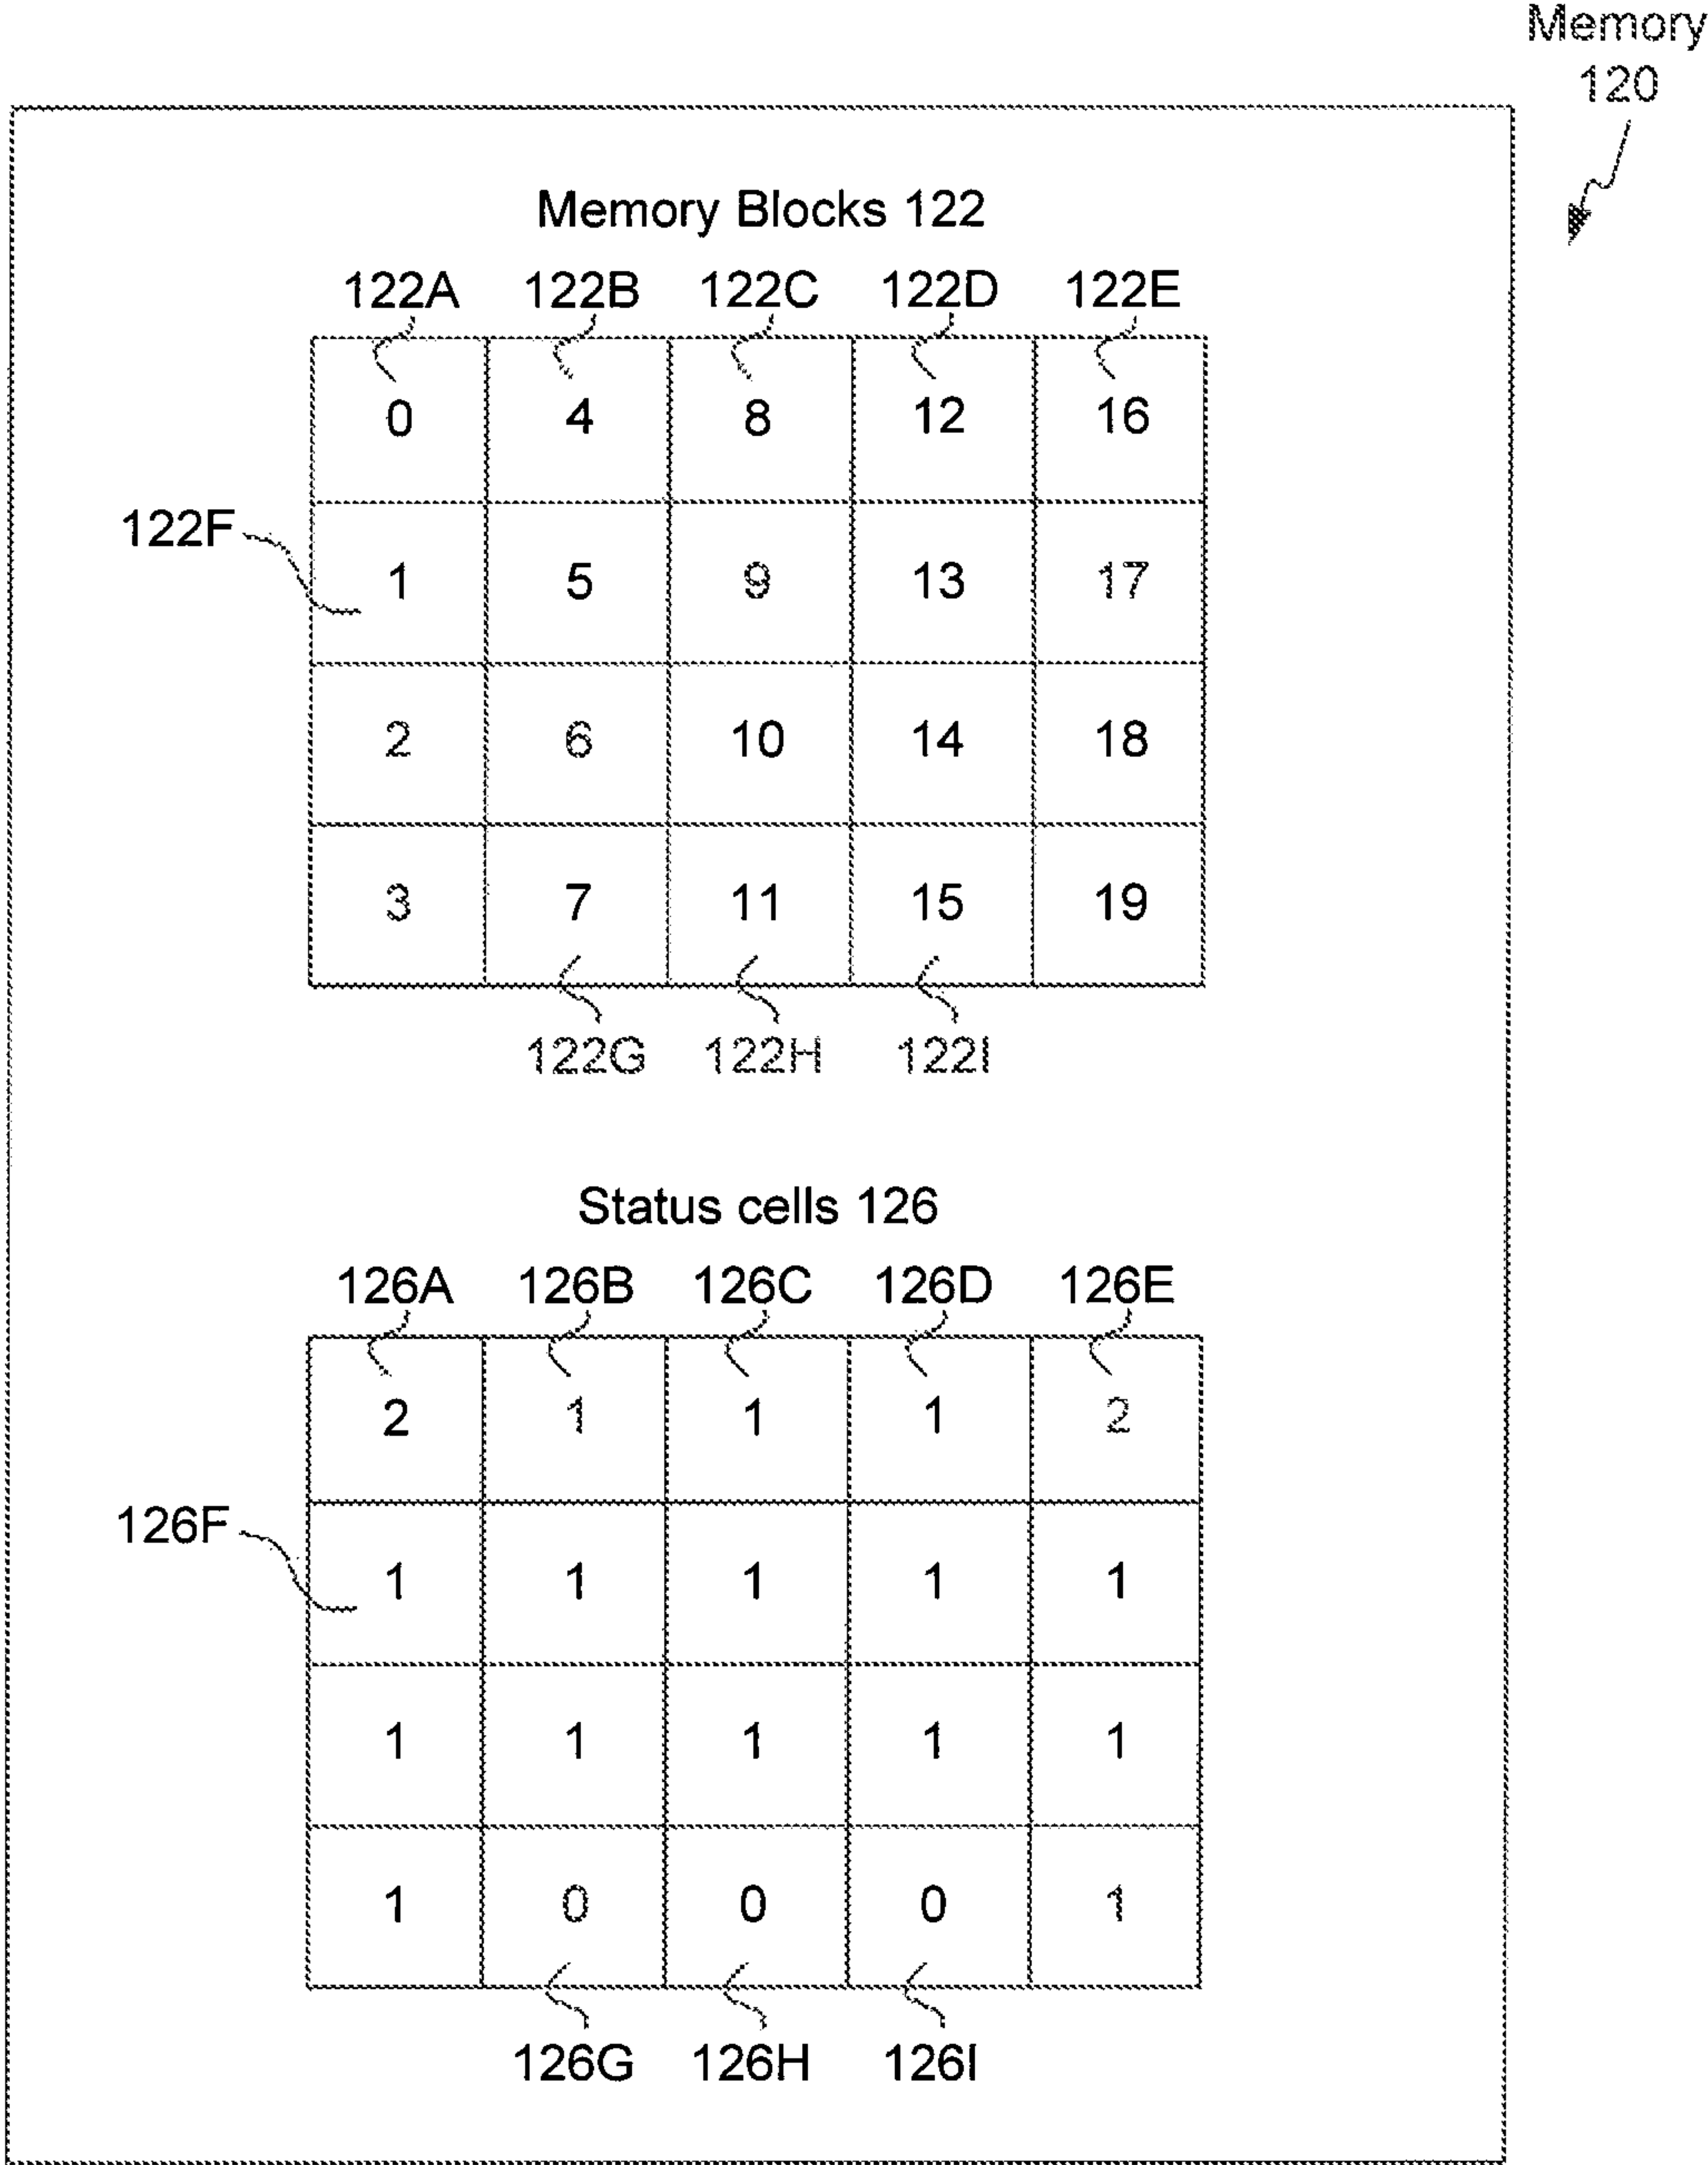 Memory
120
Memory Blocks 122
122A 122B 122C 122D 122E
0 4 8 12 16
122F
1 5 9 13 17
2 6 10 14 18
3 7 11 15 19
122G 122H 122I
Status cells 126
126A 126B 126C 126D 126E
2 1 1 1 2
126F
1 1 1 1 1
1 1 1 1 1
1 0 0 0 1
126G 126H 126I